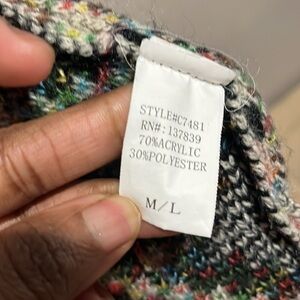 STYLE#C7481
RN#:137839
70%ACRYLIC
30%POLYESTER
M/L